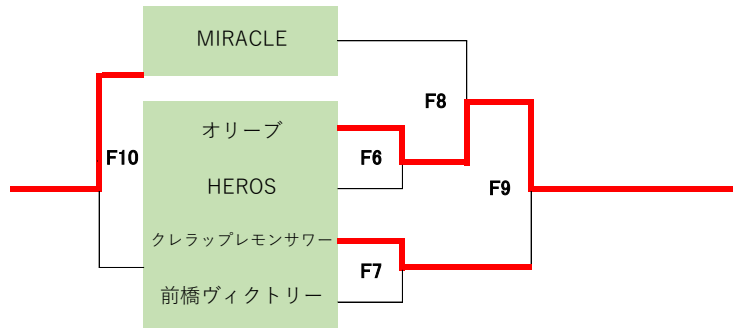 MIRACLE
F8
オリーブ
F10
F6
HEROS
F9
クレラップレモンサワー
F7
前橋ヴィクトリー